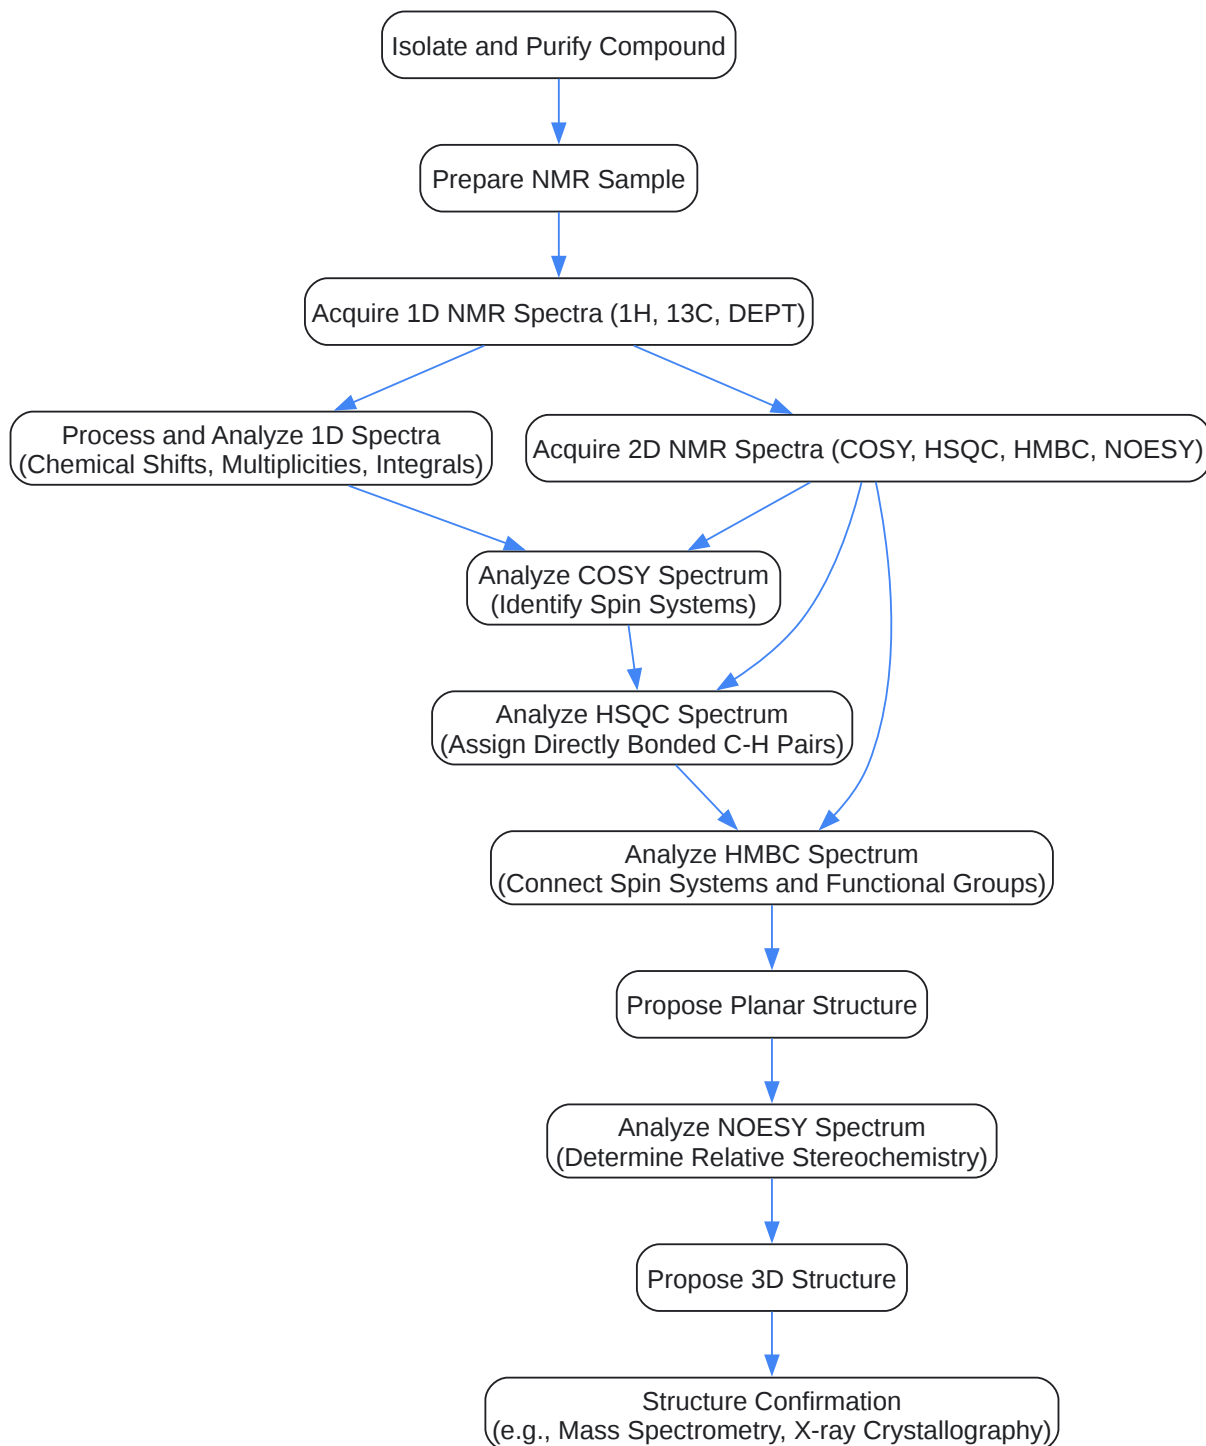 Isolate and Purify Compound
Prepare NMR Sample
Acquire 1D NMR Spectra (1H, 13C, DEPT)
Process and Analyze 1D Spectra
(Chemical Shifts, Multiplicities, Integrals)
Acquire 2D NMR Spectra (COSY, HSQC, HMBC, NOESY)
Analyze COSY Spectrum
(Identify Spin Systems)
Analyze HSQC Spectrum
(Assign Directly Bonded C-H Pairs)
Analyze HMBC Spectrum
(Connect Spin Systems and Functional Groups)
Propose Planar Structure
Analyze NOESY Spectrum
(Determine Relative Stereochemistry)
Propose 3D Structure
Structure Confirmation
(e.g., Mass Spectrometry, X-ray Crystallography)